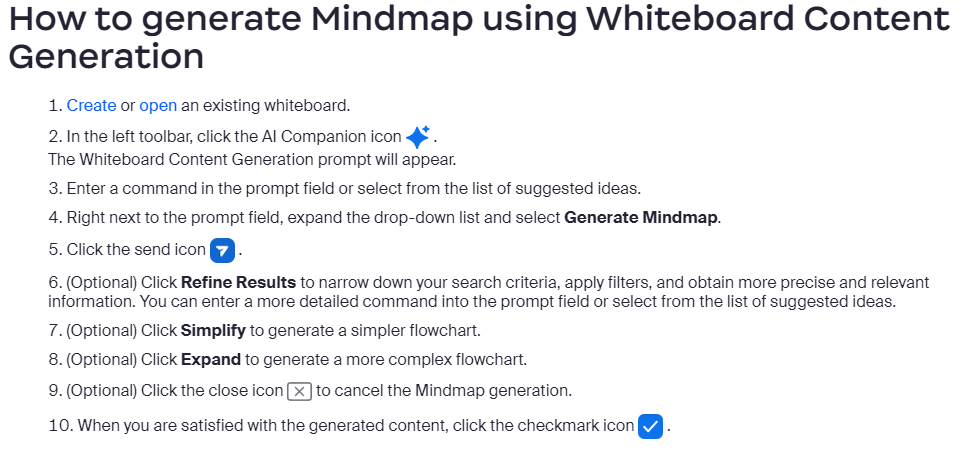 How to generate Mindmap using Whiteboard Content
Generation
1. Create or open an existing whiteboard.
2. In the left toolbar, click the AI Companion icon .
The Whiteboard Content Generation prompt will appear.
3. Enter a command in the prompt field or select from the list of suggested ideas.
4. Right next to the prompt field, expand the drop-down list and select Generate Mindmap.
5. Click the send icon .
6. (Optional) Click Refine Results to narrow down your search criteria, apply filters, and obtain more precise and relevant
information. You can enter a more detailed command into the prompt field or select from the list of suggested ideas.
7. (Optional) Click Simplify to generate a simpler flowchart.
8. (Optional) Click Expand to generate a more complex flowchart.
9. (Optional) Click the close icon to cancel the Mindmap generation.
10. When you are satisfied with the generated content, click the checkmark icon .